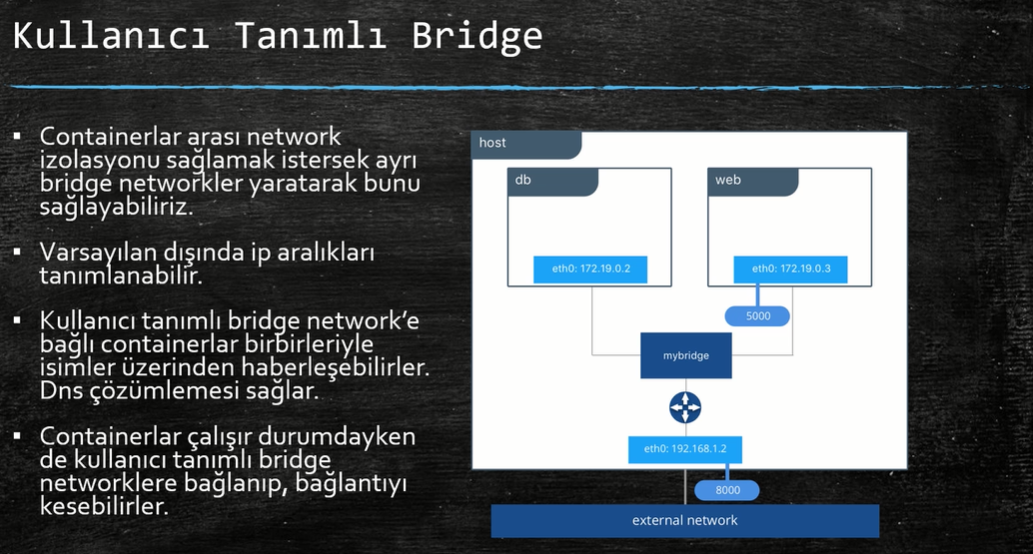 Kullanıcı Tanımlı Bridge
▪ Containerlar arası network
izolasyonu sağlamak istersek ayrı
bridge networkler yaratarak bunu
sağlayabiliriz.
▪ Varsayılan dışında ip aralıkları
tanımlanabilir.
▪ Kullanıcı tanımlı bridge network’e
bağlı containerlar birbirleriyle
isimler üzerinden haberleşebilirler.
Dns çözümlemesi sağlar.
▪ Containerlar çalışır durumdayken
de kullanıcı tanımlı bridge
networklere bağlanıp, bağlantıyı
kesebilirler.
host
db
web
eth0: 172.19.0.2
eth0: 172.19.0.3
5000
mybridge
eth0: 192.168.1.2
8000
external network